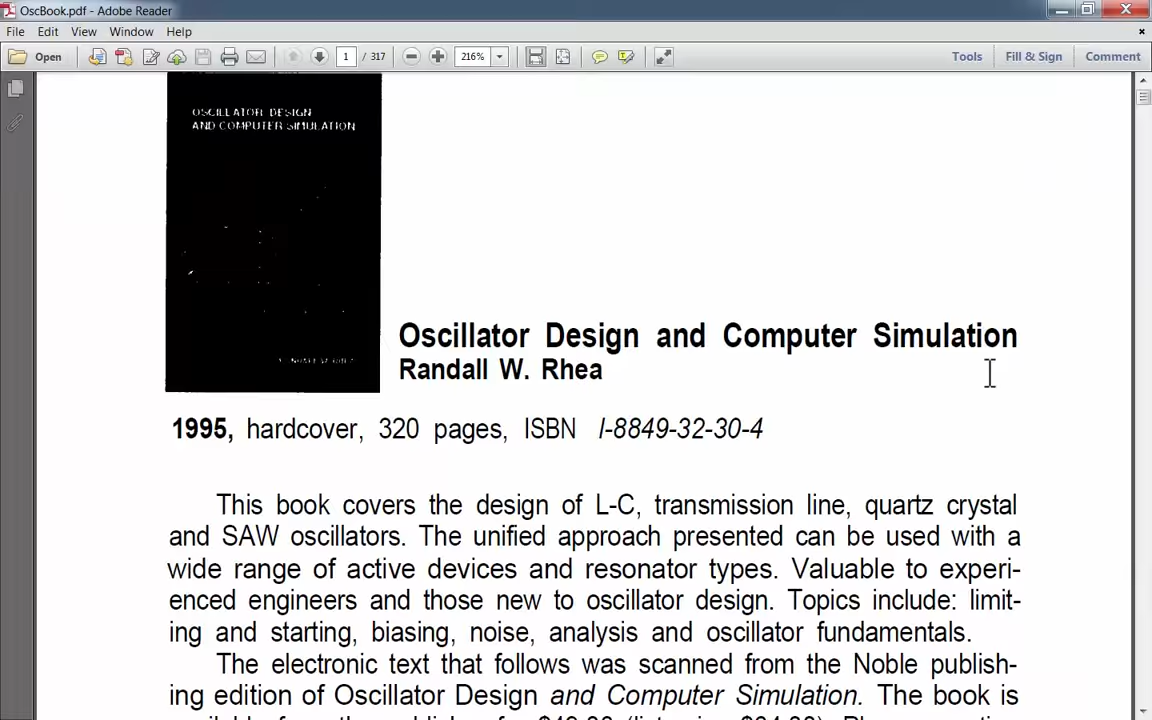 OscBook.pdf - Adobe Reader
File Edit View Window Help
Open 1 / 317 216% Tools Fill & Sign Comment
OSCILLATOR DESIGN
AND COMPUTER SIMULATION
Oscillator Design and Computer Simulation
Randall W. Rhea
1995, hardcover, 320 pages, ISBN l-8849-32-30-4
This book covers the design of L-C, transmission line, quartz crystal
and SAW oscillators. The unified approach presented can be used with a
wide range of active devices and resonator types. Valuable to experi-
enced engineers and those new to oscillator design. Topics include: limit-
ing and starting, biasing, noise, analysis and oscillator fundamentals.
The electronic text that follows was scanned from the Noble publish-
ing edition of Oscillator Design and Computer Simulation. The book is